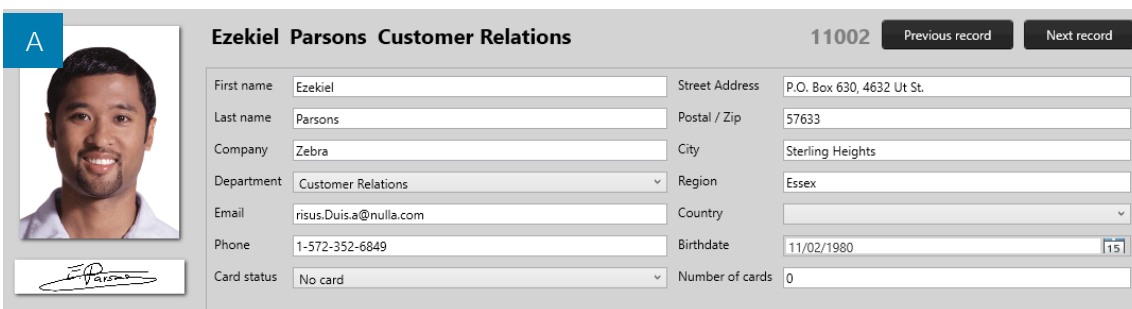 A
Ezekiel Parsons Customer Relations
11002
Previous record
Next record
First name Ezekiel
Last name Parsons
Company Zebra
Department Customer Relations
Email risus.Duis.a@nulla.com
Phone 1-572-352-6849
Card status No card
Street Address P.O. Box 630, 4632 Ut St.
Postal / Zip 57633
City Sterling Heights
Region Essex
Country
Birthdate 11/02/1980 15
Number of cards 0
E. Parsons